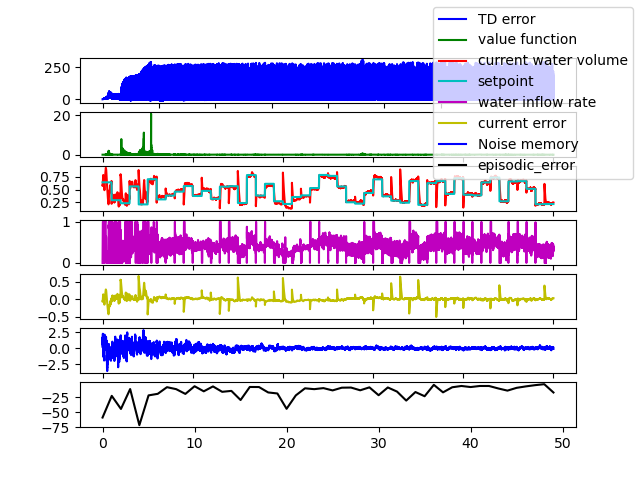 TD error
value function
current water volume
setpoint
water inflow rate
current error
Noise memory
episodic_error
250
0
20
0
0.75
0.50
0.25
1
0
0.5
0.0
−0.5
2.5
0.0
−2.5
−25
−50
−75
0 10 20 30 40 50